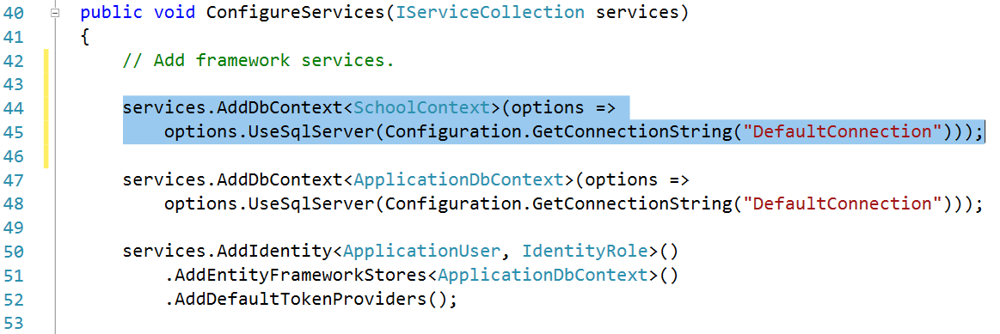 40 public void ConfigureServices(IServiceCollection services)
41 {
42 // Add framework services.
43
44 services.AddDbContext<SchoolContext>(options =>
45 options.UseSqlServer(Configuration.GetConnectionString("DefaultConnection")));
46
47 services.AddDbContext<ApplicationDbContext>(options =>
48 options.UseSqlServer(Configuration.GetConnectionString("DefaultConnection")));
49
50 services.AddIdentity<ApplicationUser, IdentityRole>()
51 .AddEntityFrameworkStores<ApplicationDbContext>()
52 .AddDefaultTokenProviders();
53